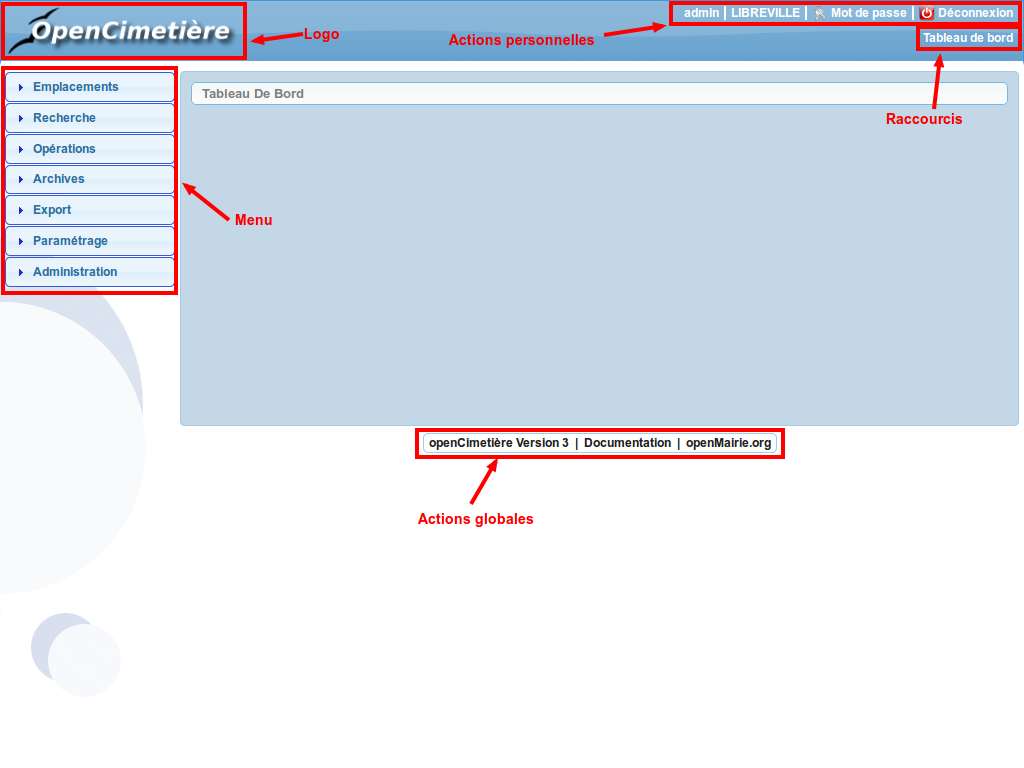 OpenCimetière
Logo
Actions personnelles
admin | LIBREVILLE | Mot de passe | Déconnexion
Tableau de bord
Raccourcis
Emplacements
Recherche
Opérations
Archives
Export
Paramétrage
Administration
Menu
Tableau De Bord
openCimetière Version 3 | Documentation | openMairie.org
Actions globales